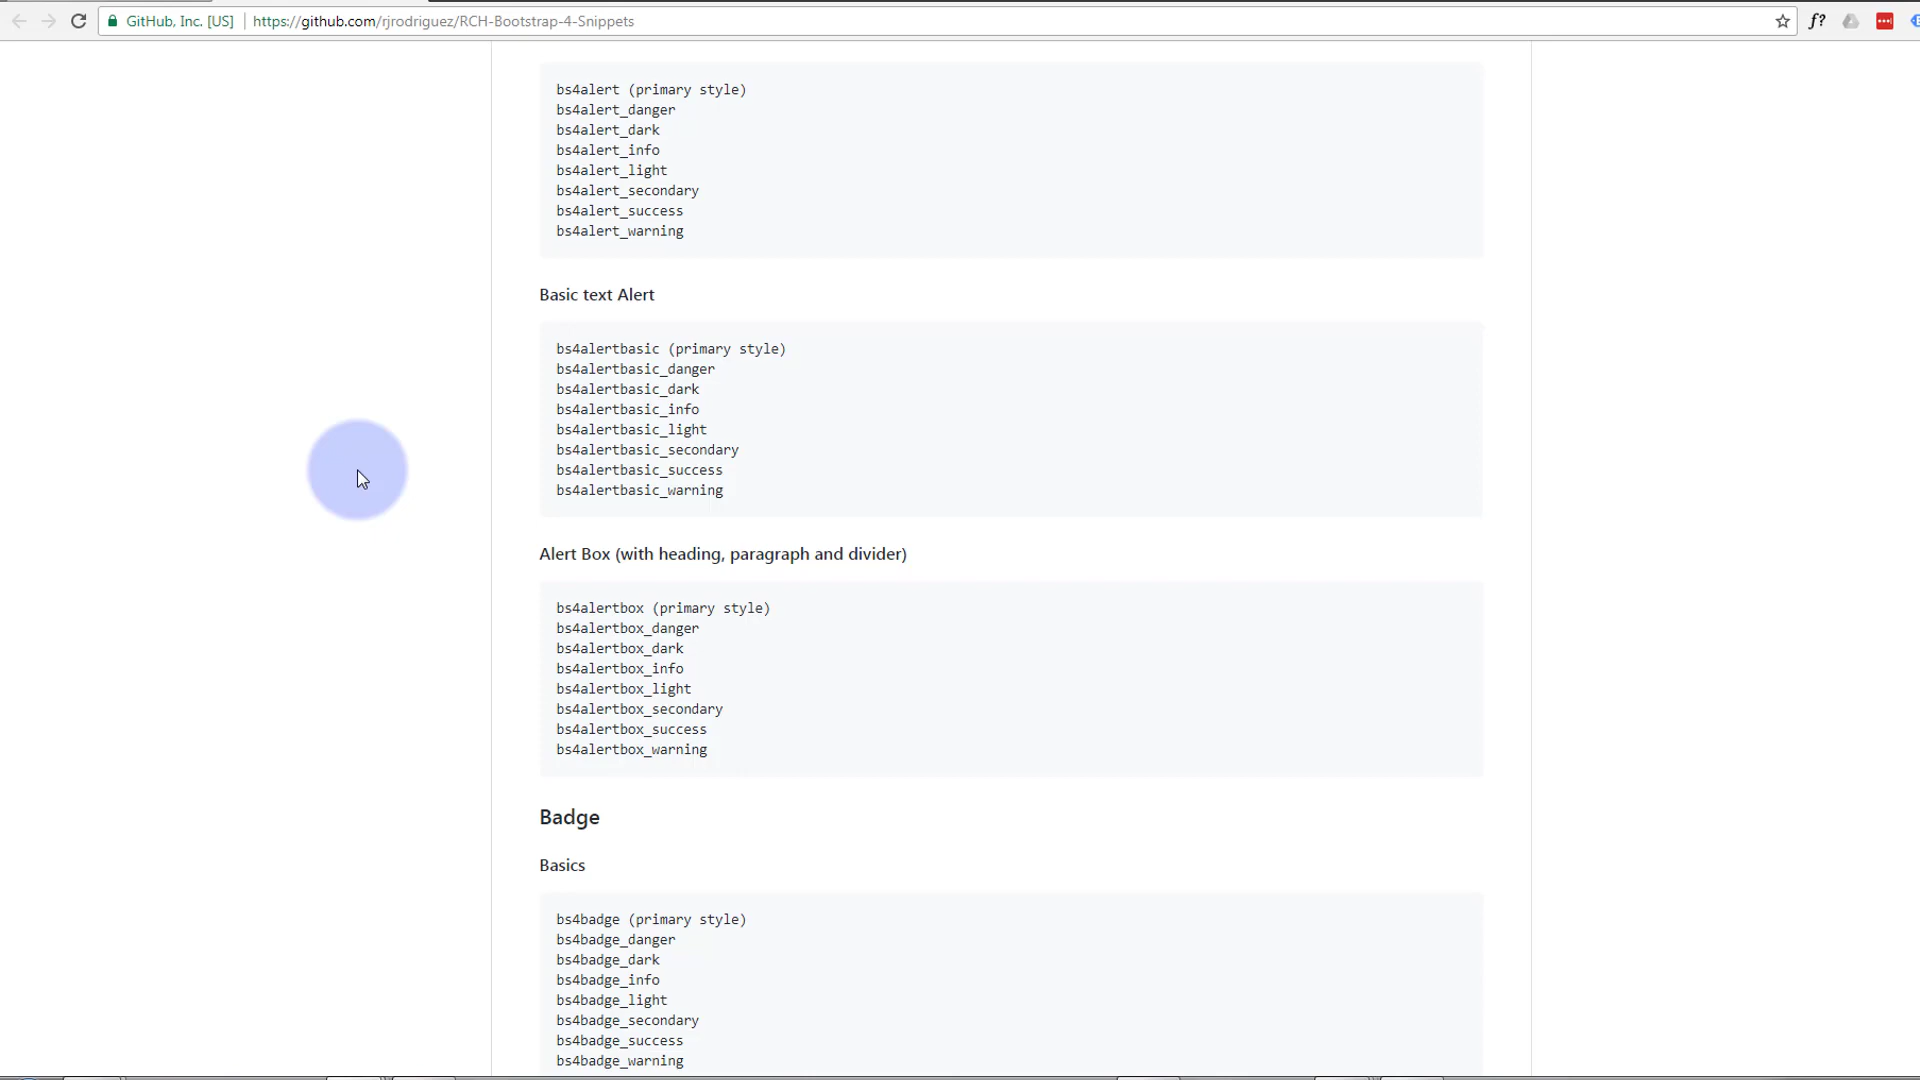 GitHub, Inc. [US] https://github.com/rjrodriguez/RCH-Bootstrap-4-Snippets f?
bs4alert (primary style)
bs4alert_danger
bs4alert_dark
bs4alert_info
bs4alert_light
bs4alert_secondary
bs4alert_success
bs4alert_warning
Basic text Alert
bs4alertbasic (primary style)
bs4alertbasic_danger
bs4alertbasic_dark
bs4alertbasic_info
bs4alertbasic_light
bs4alertbasic_secondary
bs4alertbasic_success
bs4alertbasic_warning
Alert Box (with heading, paragraph and divider)
bs4alertbox (primary style)
bs4alertbox_danger
bs4alertbox_dark
bs4alertbox_info
bs4alertbox_light
bs4alertbox_secondary
bs4alertbox_success
bs4alertbox_warning
Badge
Basics
bs4badge (primary style)
bs4badge_danger
bs4badge_dark
bs4badge_info
bs4badge_light
bs4badge_secondary
bs4badge_success
bs4badge_warning